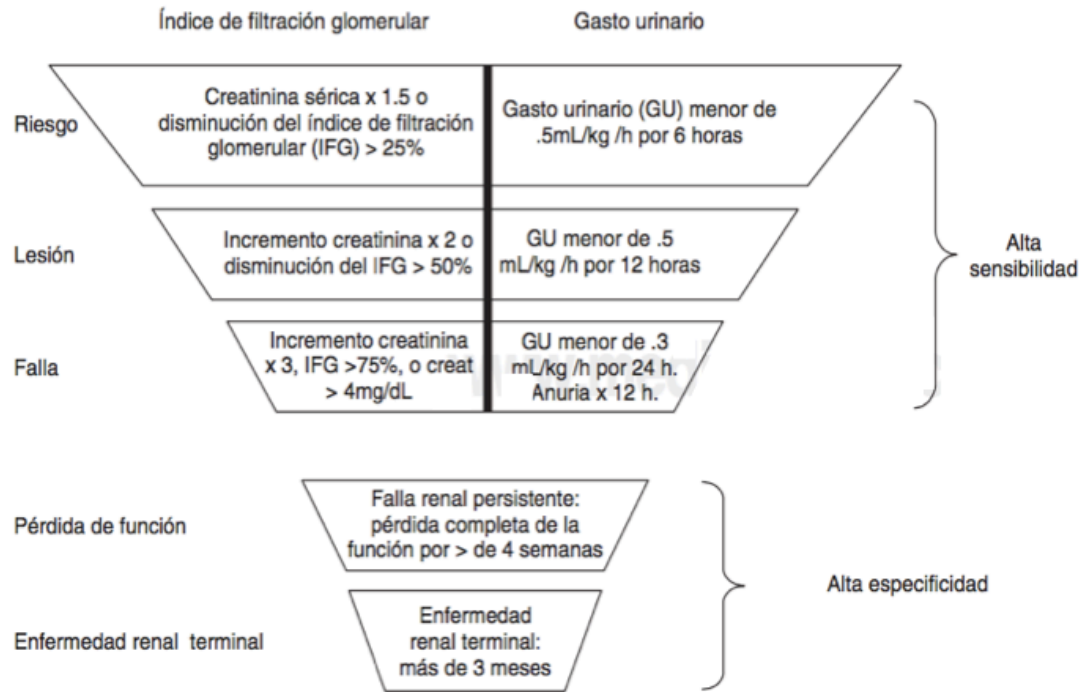 Índice de filtración glomerular
Gasto urinario
Riesgo
Creatinina sérica x 1.5 o
disminución del índice de filtración
glomerular (IFG) > 25%
Gasto urinario (GU) menor de
.5mL/kg /h por 6 horas
Lesión
Incremento creatinina x 2 o
disminución del IFG > 50%
GU menor de .5
mL/kg /h por 12 horas
Alta
sensibilidad
Falla
Incremento creatinina
x 3, IFG >75%, o creat
> 4mg/dL
GU menor de .3
mL/kg /h por 24 h.
Anuria x 12 h.
Pérdida de función
Falla renal persistente:
pérdida completa de la
función por > de 4 semanas
Alta especificidad
Enfermedad renal terminal
Enfermedad
renal terminal:
más de 3 meses